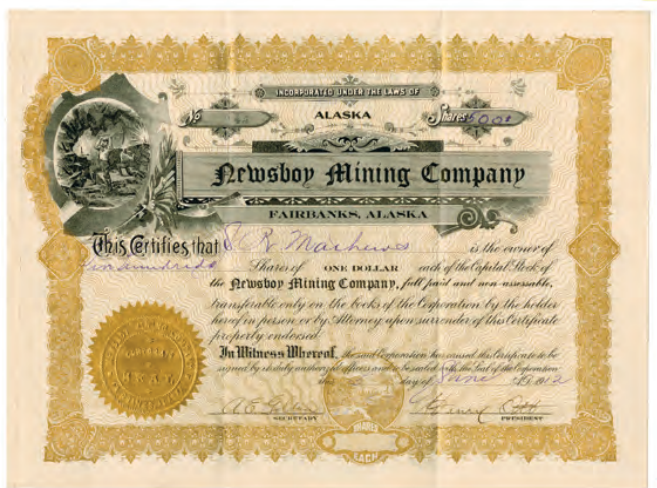 INCORPORATED UNDER THE LAWS OF
No
ALASKA
Shares 500
Newsboy Mining Company
FAIRBANKS, ALASKA
This Certifies that J. R. Mathews is the owner of
Shares of ONE DOLLAR each of the Capital Stock of
the Newsboy Mining Company, full paid and non-assessable,
transferable only on the books of the Corporation by the holder
hereof in person or by Attorney upon surrender of this Certificate
properly endorsed.
In Witness Whereof, the said Corporation has caused this Certificate to be
signed by its duly authorized officers and to be sealed with the Seal of the Corporation
this day of June A.D. 1912
SECRETARY
Henry PRESIDENT
SHARES
EACH